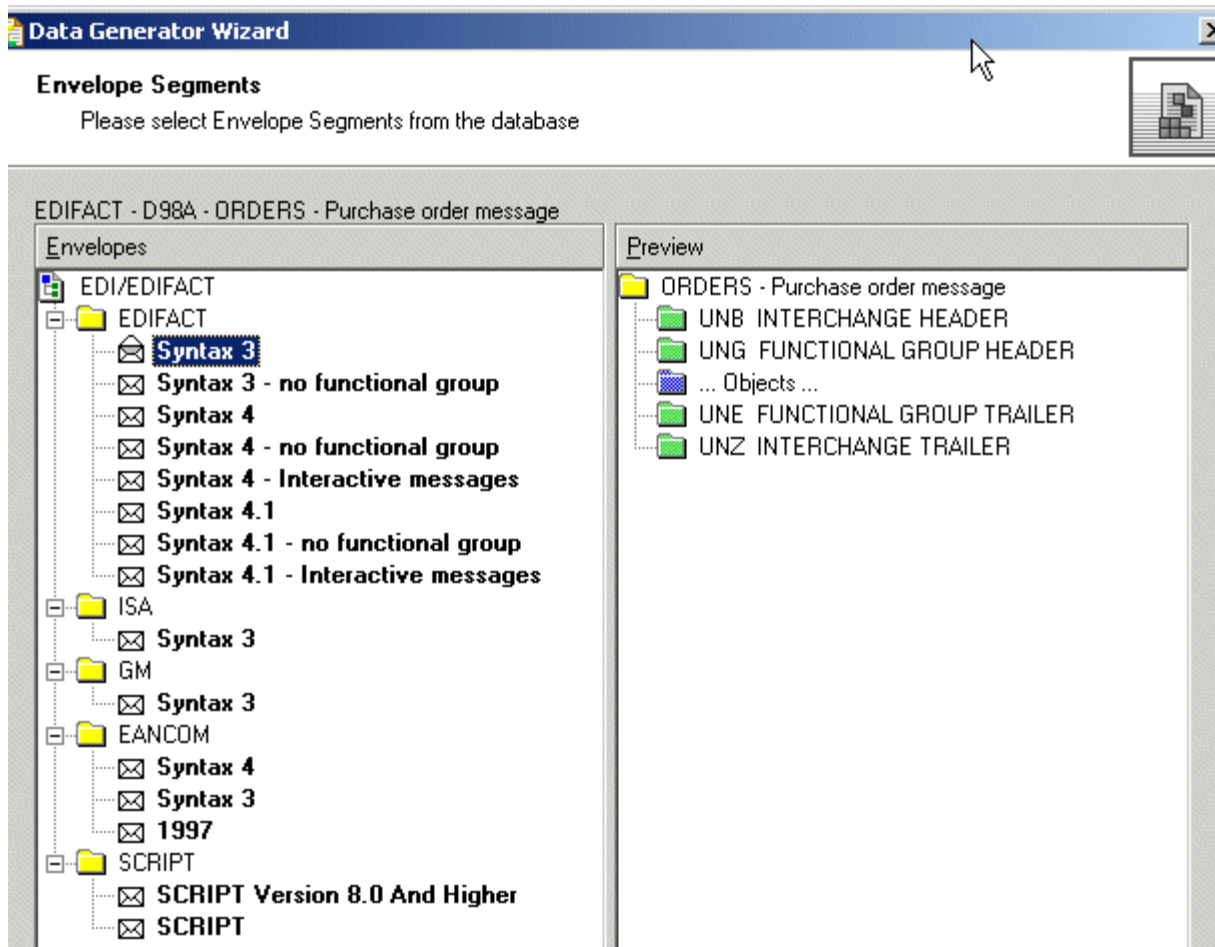 Data Generator Wizard
Envelope Segments
Please select Envelope Segments from the database
EDIFACT - D98A - ORDERS - Purchase order message
Envelopes
EDI/EDIFACT
EDIFACT
Syntax 3
Syntax 3 - no functional group
Syntax 4
Syntax 4 - no functional group
Syntax 4 - Interactive messages
Syntax 4.1
Syntax 4.1 - no functional group
Syntax 4.1 - Interactive messages
ISA
Syntax 3
GM
Syntax 3
EANCOM
Syntax 4
Syntax 3
1997
SCRIPT
SCRIPT Version 8.0 And Higher
SCRIPT
Preview
ORDERS - Purchase order message
UNB INTERCHANGE HEADER
UNG FUNCTIONAL GROUP HEADER
... Objects ...
UNE FUNCTIONAL GROUP TRAILER
UNZ INTERCHANGE TRAILER